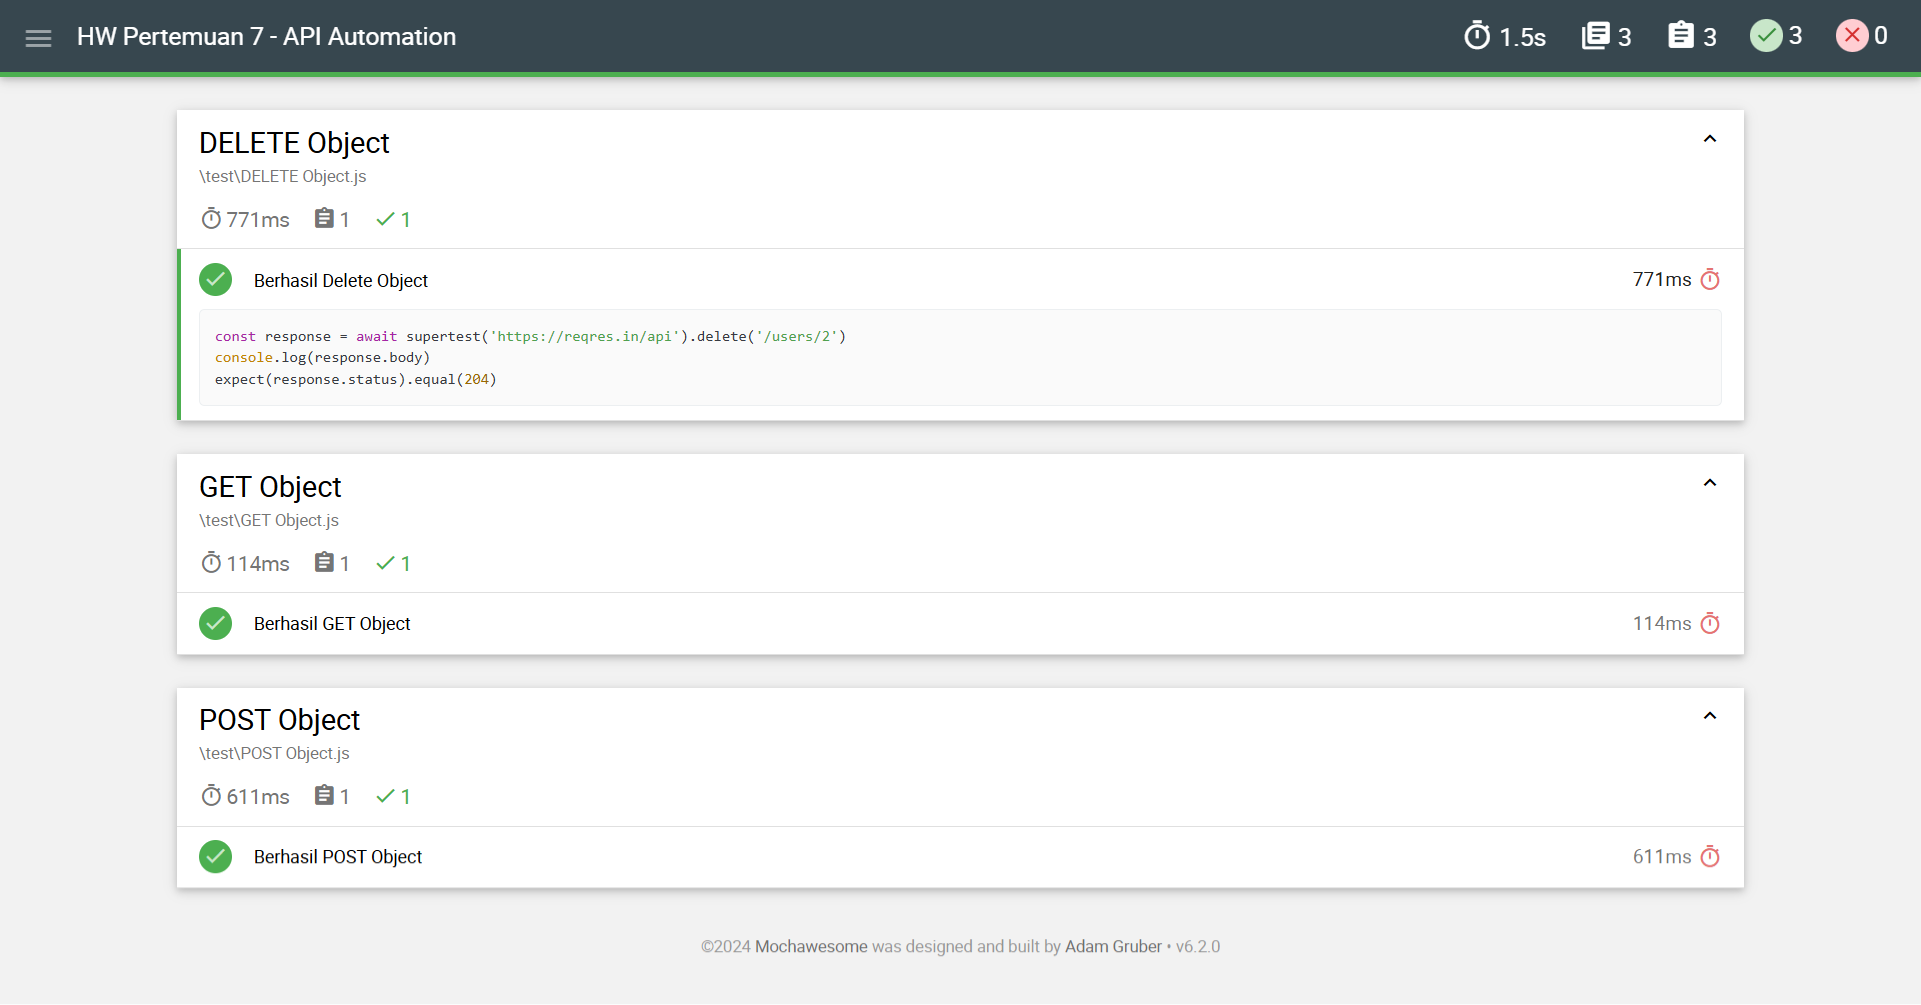 HW Pertemuan 7 - API Automation
1.5s 3 3 3 0
DELETE Object
\test\DELETE Object.js
771ms 1 1
Berhasil Delete Object 771ms
const response = await supertest('https://reqres.in/api').delete('/users/2')
console.log(response.body)
expect(response.status).equal(204)
GET Object
\test\GET Object.js
114ms 1 1
Berhasil GET Object 114ms
POST Object
\test\POST Object.js
611ms 1 1
Berhasil POST Object 611ms
©2024 Mochawesome was designed and built by Adam Gruber • v6.2.0